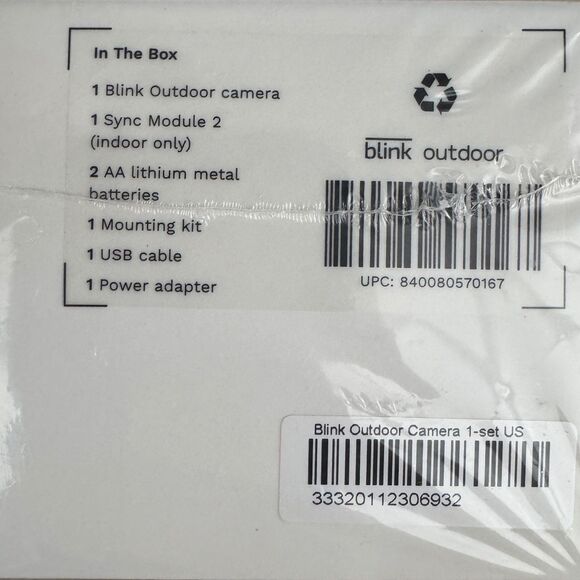 In The Box
1 Blink Outdoor camera
1 Sync Module 2
(indoor only)
2 AA lithium metal
batteries
1 Mounting kit
1 USB cable
1 Power adapter
blink outdoor
UPC: 840080570167
Blink Outdoor Camera 1-set US
33320112306932